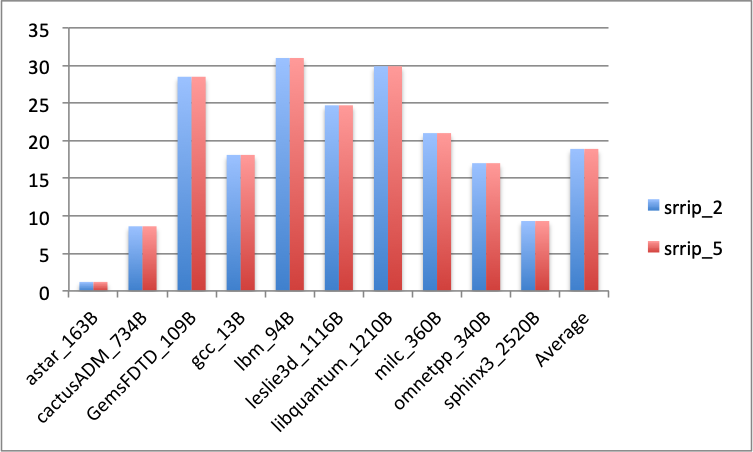 35
30
25
20
15
10
5
0
astar_163B
cactusADM_734B
GemsFDTD_109B
gcc_13B
lbm_94B
leslie3d_1116B
libquantum_1210B
milc_360B
omnetpp_340B
sphinx3_2520B
Average
srrip_2
srrip_5